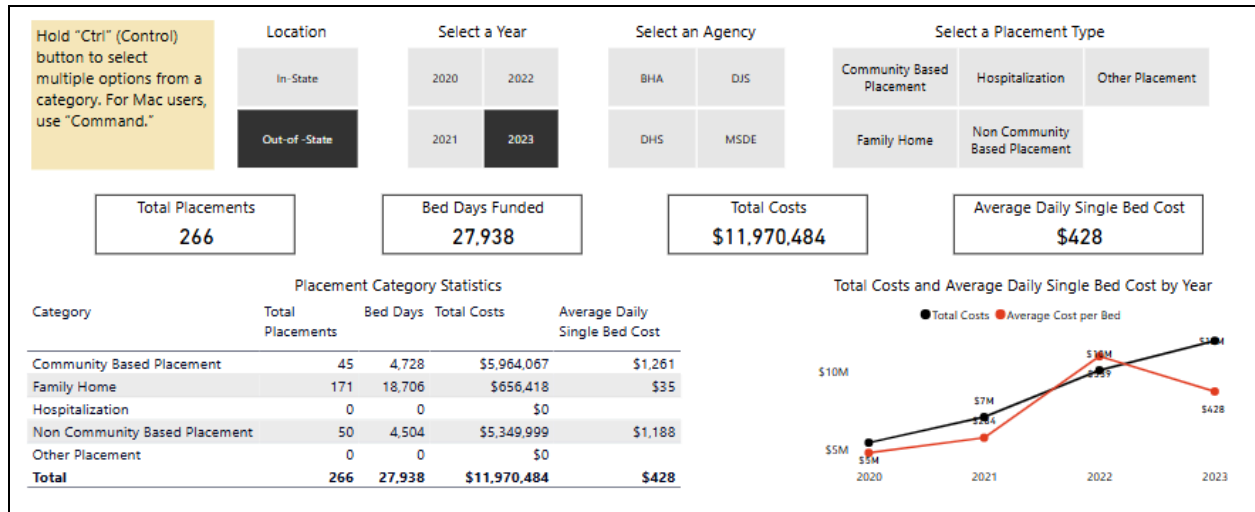 Hold "Ctrl" (Control)
button to select
multiple options from a
category. For Mac users,
use "Command."
Location
In-State
Out-of -State
Select a Year
2020 2022
2021 2023
Select an Agency
BHA DJS
DHS MSDE
Select a Placement Type
Community Based
Placement
Hospitalization
Other Placement
Family Home
Non Community
Based Placement
Total Placements
266
Bed Days Funded
27,938
Total Costs
$11,970,484
Average Daily Single Bed Cost
$428
Placement Category Statistics
Category Total Placements Bed Days Total Costs Average Daily Single Bed Cost
Community Based Placement 45 4,728 $5,964,067 $1,261
Family Home 171 18,706 $656,418 $35
Hospitalization 0 0 $0
Non Community Based Placement 50 4,504 $5,349,999 $1,188
Other Placement 0 0 $0
Total 266 27,938 $11,970,484 $428
Total Costs and Average Daily Single Bed Cost by Year
Total Costs Average Cost per Bed
$10M
$5M
$5M
$7M
$428
2020 2021 2022 2023